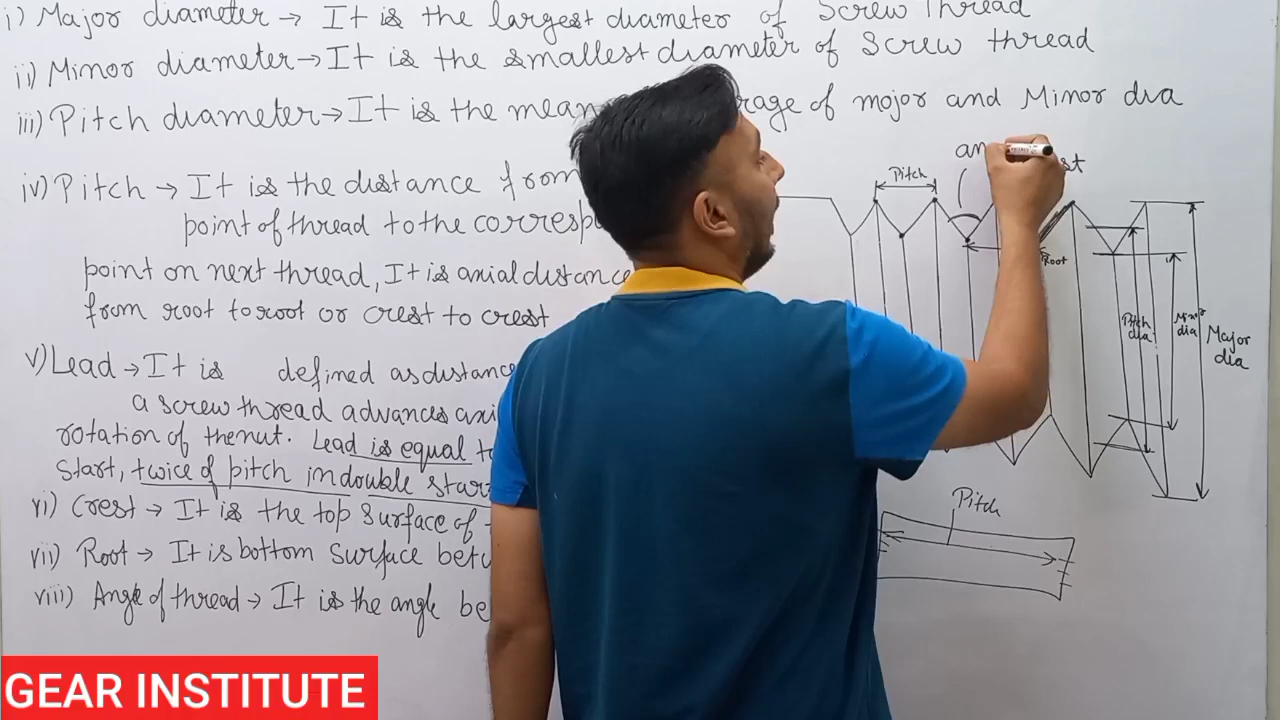 i) Major diameter → It is the largest diameter of Screw Thread
ii) Minor diameter → It is the smallest diameter of screw thread
iii) Pitch diameter → It is the mean rage of mojor and Minor dia
iv) Pitch → It is the distance from
point of thread to the corresp
point on next thread, It is axial distance
from root to root or crest to crest
v) Lead → It is defined as distance
a screw thread advances axi
rotation of the nut. Lead is equal to
start, twice of pitch in double star
vi) Crest → It is the top surface of
vii) Root → It is bottom surface betw
viii) Angle of thread → It is the angle be
Pitch
an
st
Root
Pitch dia
Minor dia
Major dia
Pitch
GEAR INSTITUTE